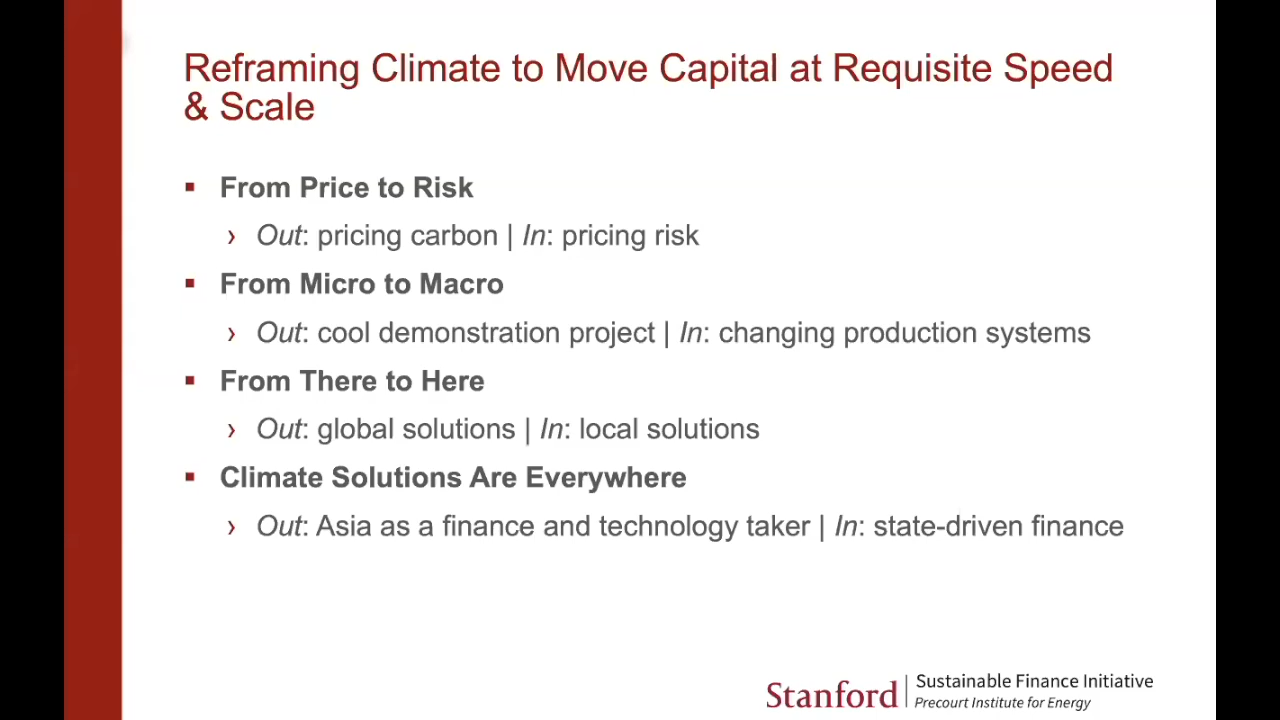 Reframing Climate to Move Capital at Requisite Speed
& Scale
▪ From Price to Risk
› Out: pricing carbon | In: pricing risk
▪ From Micro to Macro
› Out: cool demonstration project | In: changing production systems
▪ From There to Here
› Out: global solutions | In: local solutions
▪ Climate Solutions Are Everywhere
› Out: Asia as a finance and technology taker | In: state-driven finance
Stanford | Sustainable Finance Initiative
Precourt Institute for Energy